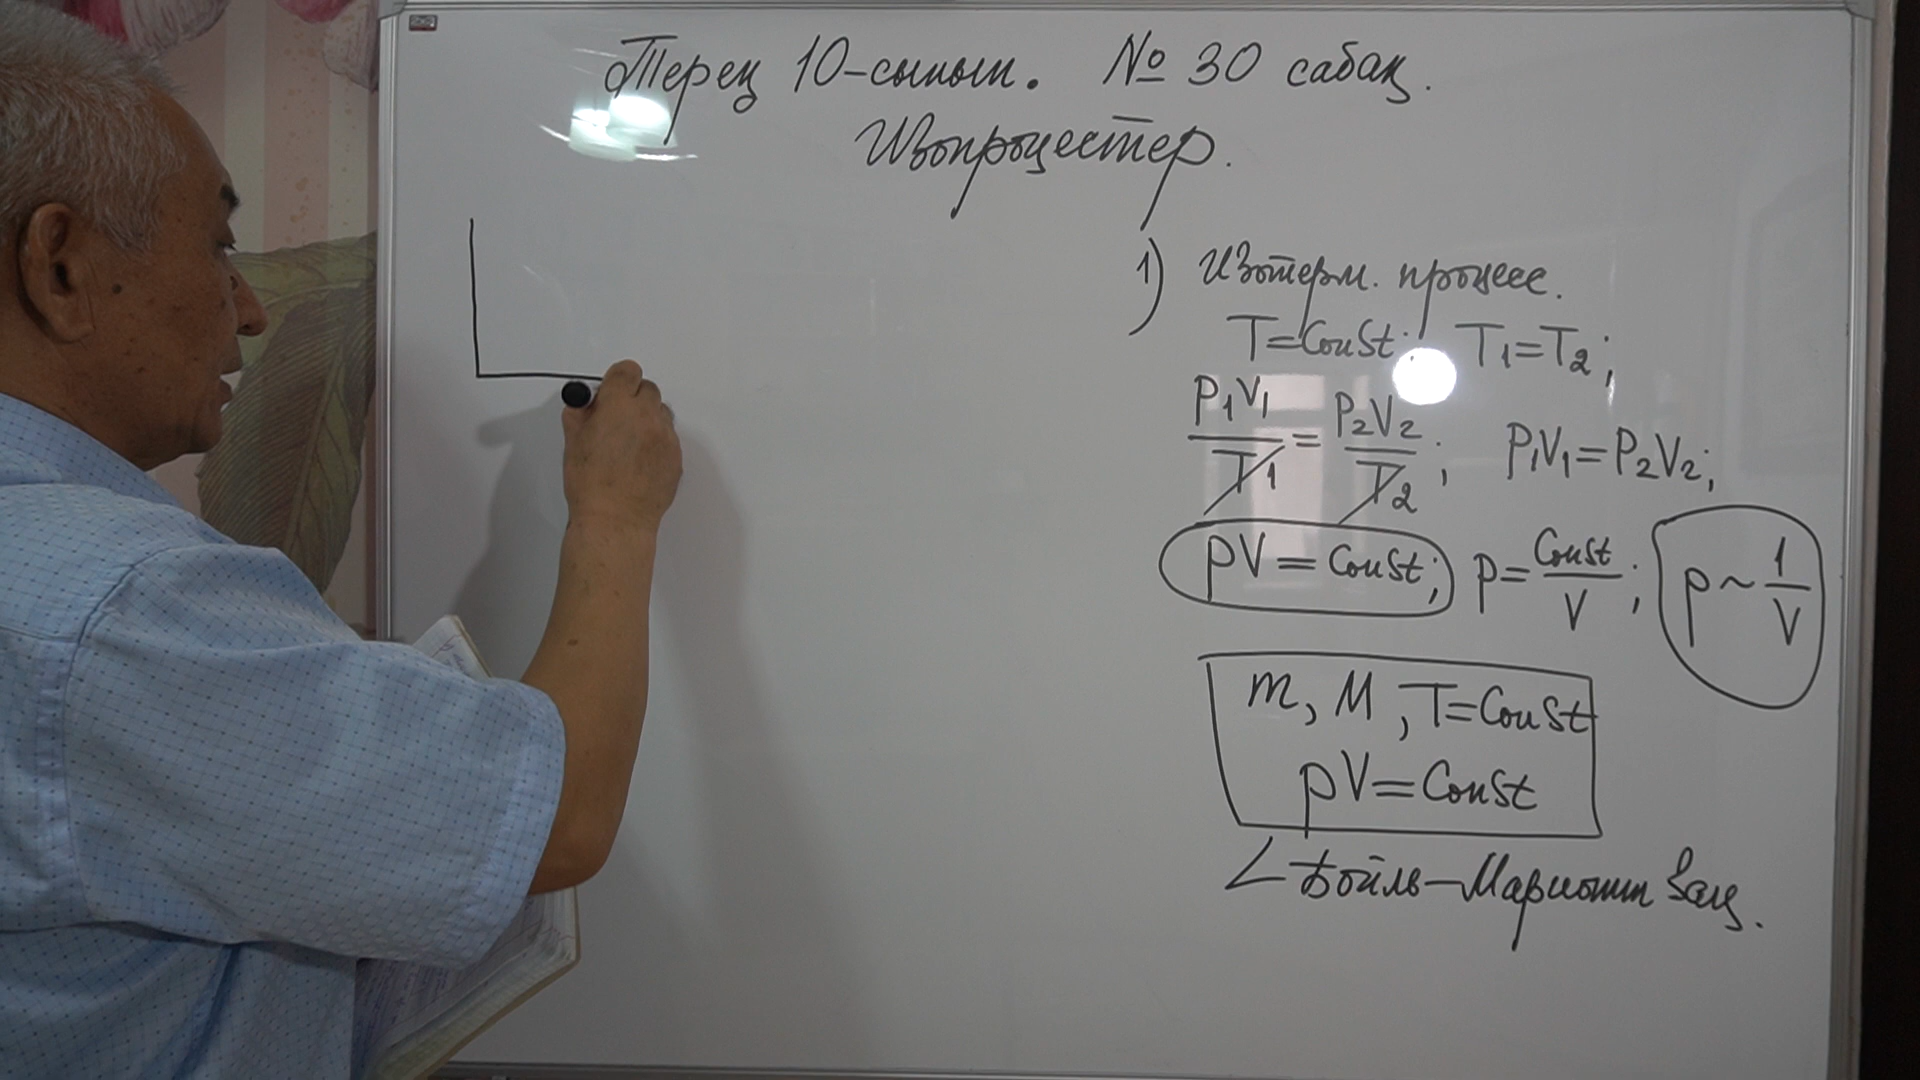 Терең 10-сынып. № 30 сабақ.
Изопроцестер.
1) Изотерм. процесс.
T=Const; T₁=T₂;
P₁V₁/T₁ = P₂V₂/T₂; P₁V₁=P₂V₂;
pV=Const; p=Const/V; p~1/V
m, M, T=Const
pV=Const
Бойль–Мариотт заң.